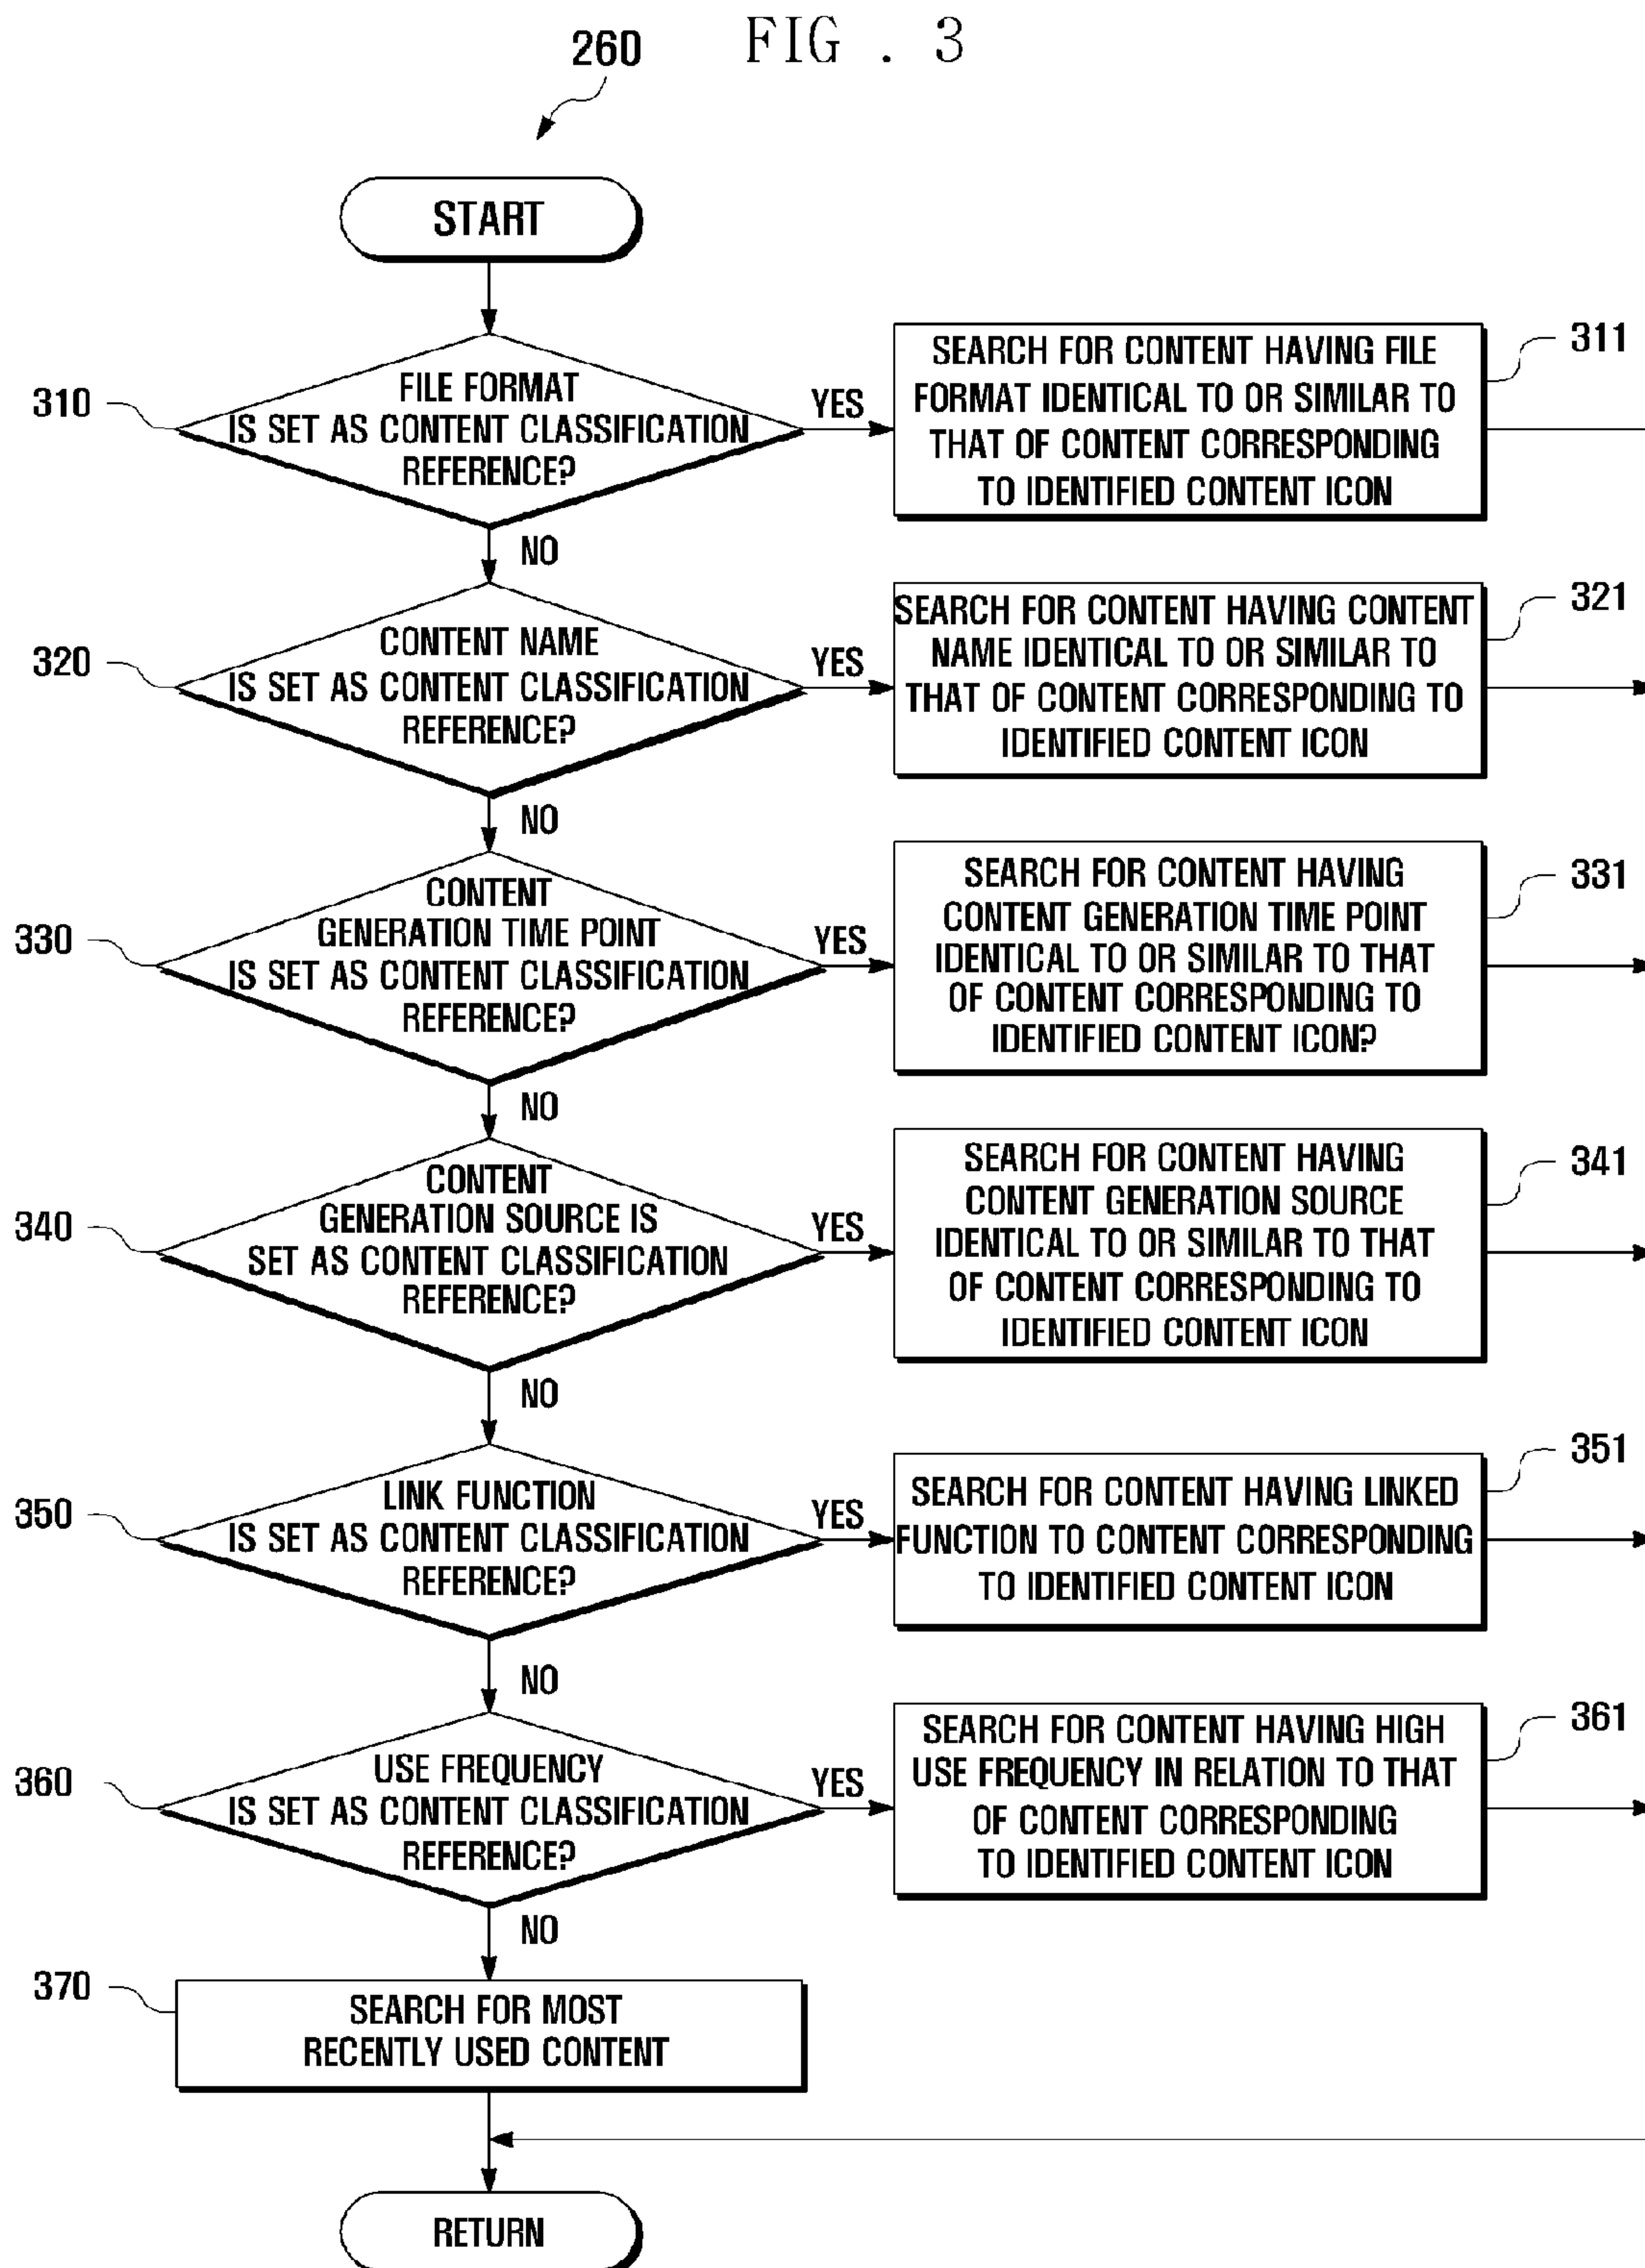 FIG . 3
260
START
310
FILE FORMAT
IS SET AS CONTENT CLASSIFICATION
REFERENCE?
YES
SEARCH FOR CONTENT HAVING FILE
FORMAT IDENTICAL TO OR SIMILAR TO
THAT OF CONTENT CORRESPONDING
TO IDENTIFIED CONTENT ICON
311
NO
320
CONTENT NAME
IS SET AS CONTENT CLASSIFICATION
REFERENCE?
YES
SEARCH FOR CONTENT HAVING CONTENT
NAME IDENTICAL TO OR SIMILAR TO
THAT OF CONTENT CORRESPONDING TO
IDENTIFIED CONTENT ICON
321
NO
330
CONTENT
GENERATION TIME POINT
IS SET AS CONTENT CLASSIFICATION
REFERENCE?
YES
SEARCH FOR CONTENT HAVING
CONTENT GENERATION TIME POINT
IDENTICAL TO OR SIMILAR TO THAT
OF CONTENT CORRESPONDING TO
IDENTIFIED CONTENT ICON?
331
NO
340
CONTENT
GENERATION SOURCE IS
SET AS CONTENT CLASSIFICATION
REFERENCE?
YES
SEARCH FOR CONTENT HAVING
CONTENT GENERATION SOURCE
IDENTICAL TO OR SIMILAR TO THAT
OF CONTENT CORRESPONDING TO
IDENTIFIED CONTENT ICON
341
NO
350
LINK FUNCTION
IS SET AS CONTENT CLASSIFICATION
REFERENCE?
YES
SEARCH FOR CONTENT HAVING LINKED
FUNCTION TO CONTENT CORRESPONDING
TO IDENTIFIED CONTENT ICON
351
NO
360
USE FREQUENCY
IS SET AS CONTENT CLASSIFICATION
REFERENCE?
YES
SEARCH FOR CONTENT HAVING HIGH
USE FREQUENCY IN RELATION TO THAT
OF CONTENT CORRESPONDING
TO IDENTIFIED CONTENT ICON
361
NO
370
SEARCH FOR MOST
RECENTLY USED CONTENT
RETURN